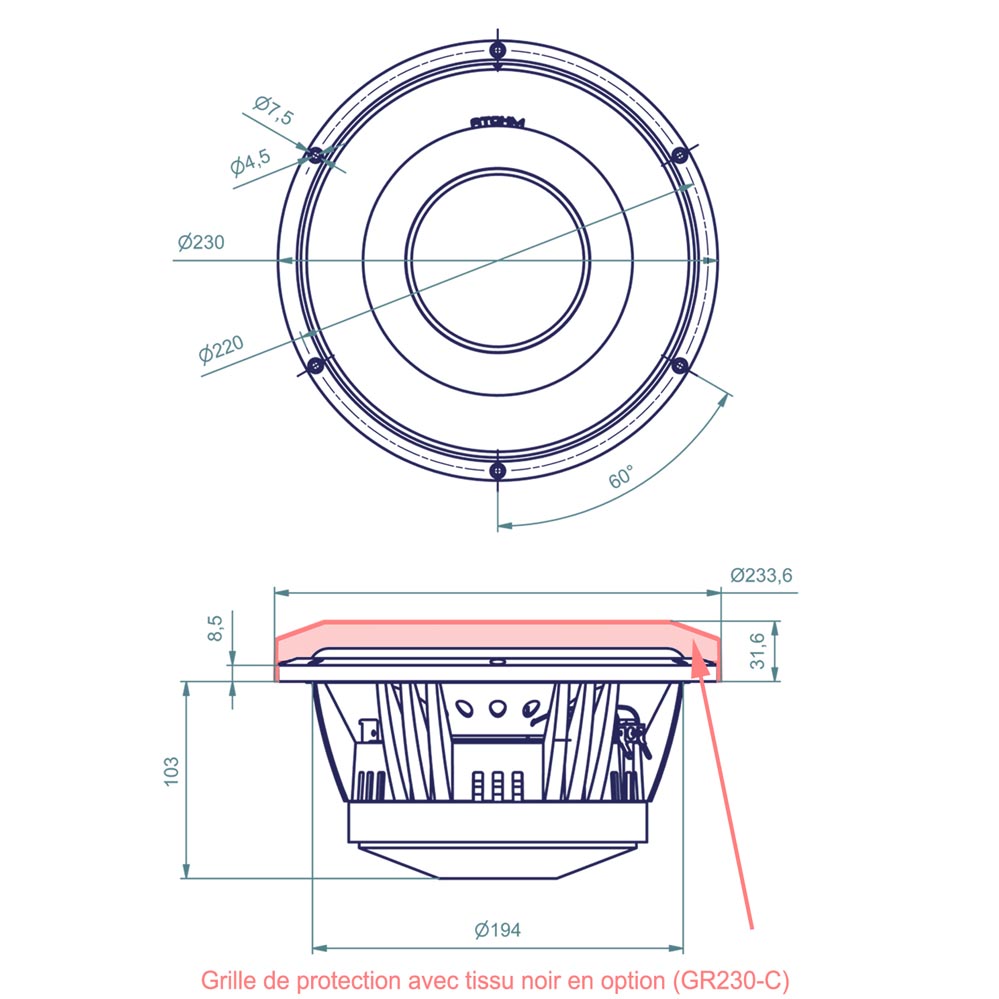 Ø7,5
ATOHM
Ø4,5
Ø230
Ø220
60°
Ø233,6
8,5
31,6
103
Ø194
Grille de protection avec tissu noir en option (GR230-C)